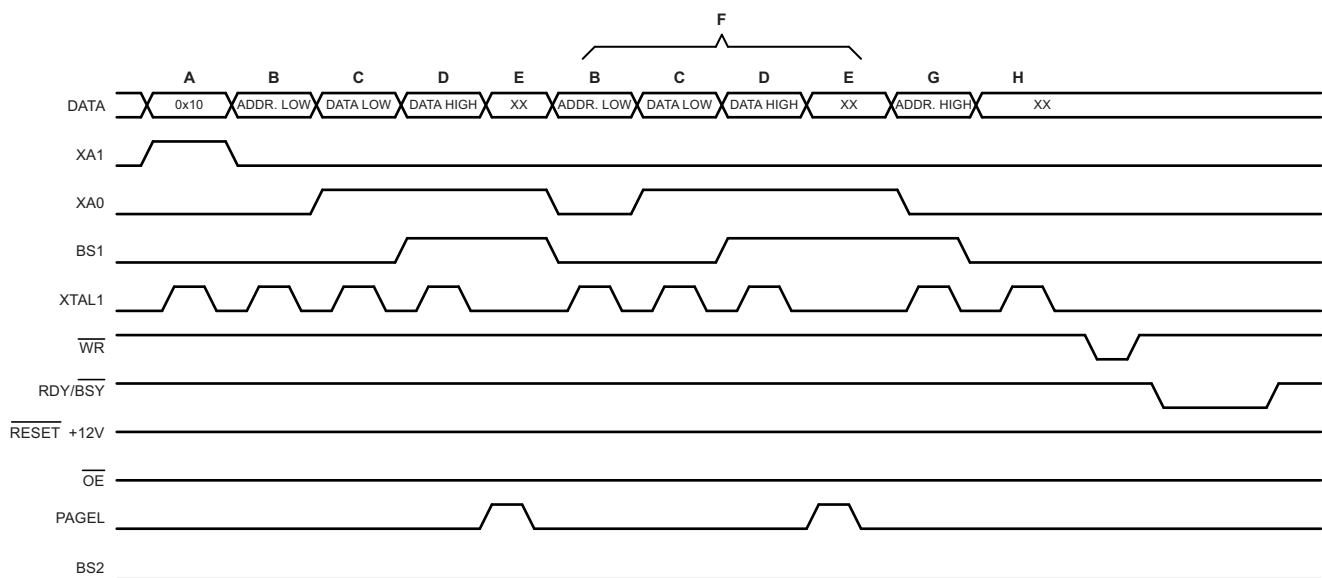 F
A B C D E B C D E G H
DATA 0x10 ADDR. LOW DATA LOW DATA HIGH XX ADDR. LOW DATA LOW DATA HIGH XX ADDR. HIGH XX
XA1
XA0
BS1
XTAL1
WR
RDY/BSY
RESET +12V
OE
PAGEL
BS2